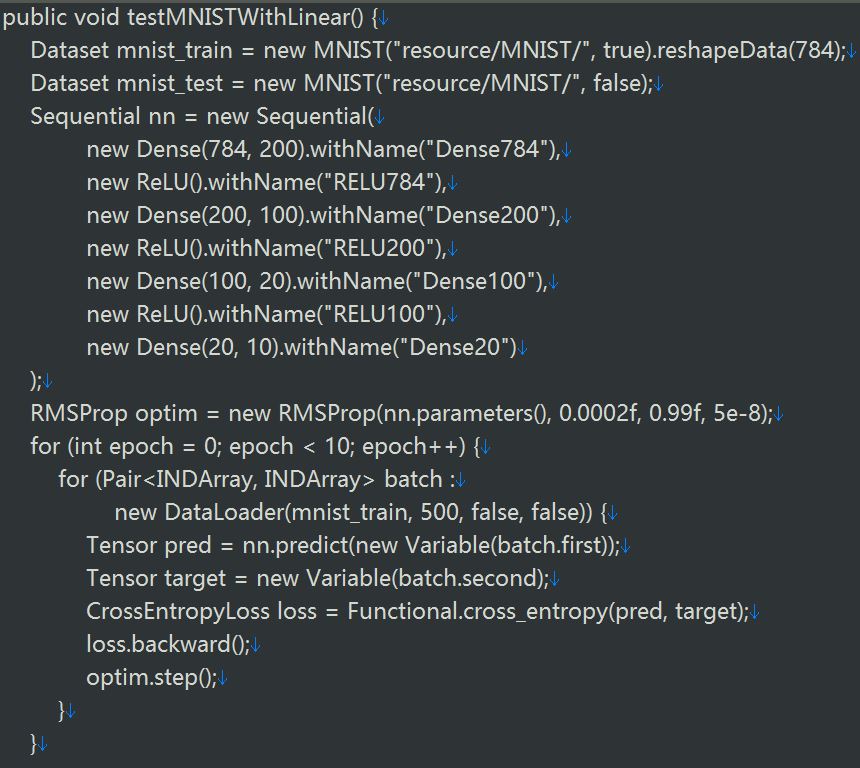 public void testMNISTWithLinear() {↓
Dataset mnist_train = new MNIST("resource/MNIST/", true).reshapeData(784);↓
Dataset mnist_test = new MNIST("resource/MNIST/", false);↓
Sequential nn = new Sequential(↓
new Dense(784, 200).withName("Dense784"),↓
new ReLU().withName("RELU784"),↓
new Dense(200, 100).withName("Dense200"),↓
new ReLU().withName("RELU200"),↓
new Dense(100, 20).withName("Dense100"),↓
new ReLU().withName("RELU100"),↓
new Dense(20, 10).withName("Dense20")↓
);↓
RMSProp optim = new RMSProp(nn.parameters(), 0.0002f, 0.99f, 5e-8);↓
for (int epoch = 0; epoch < 10; epoch++) {↓
for (Pair<INDArray, INDArray> batch :↓
new DataLoader(mnist_train, 500, false, false)) {↓
Tensor pred = nn.predict(new Variable(batch.first));↓
Tensor target = new Variable(batch.second);↓
CrossEntropyLoss loss = Functional.cross_entropy(pred, target);↓
loss.backward();↓
optim.step();↓
}↓
}↓